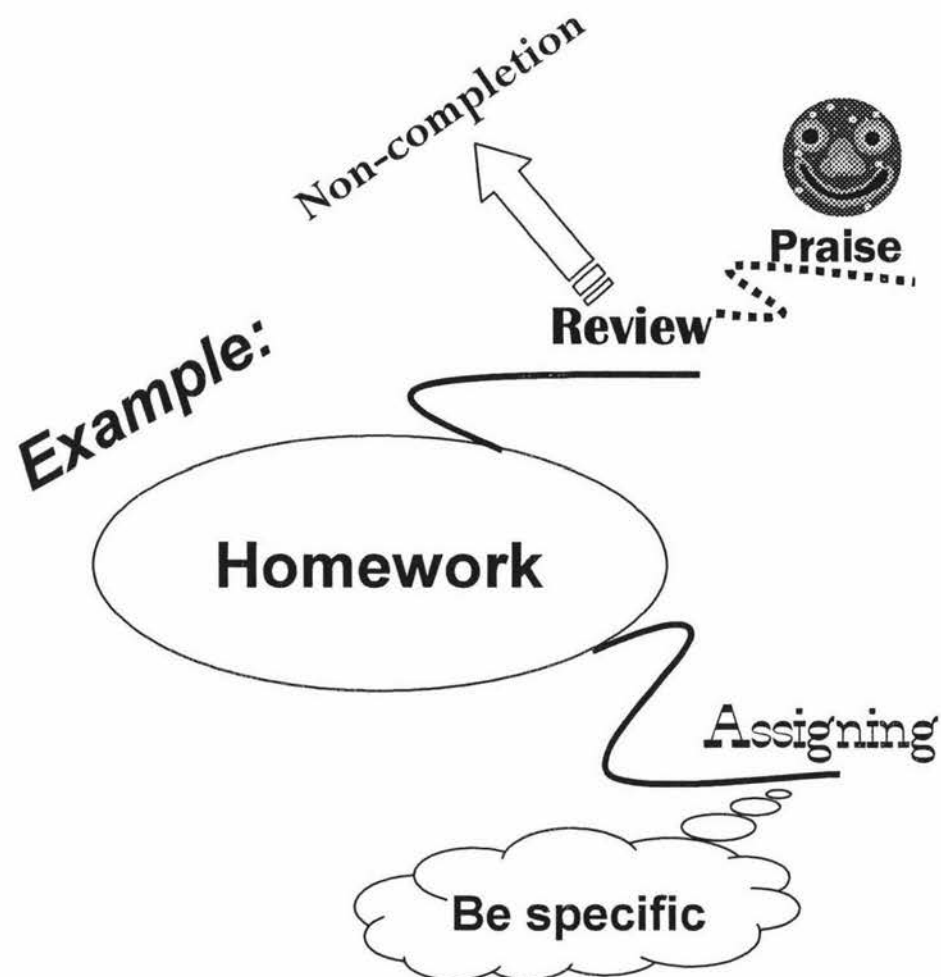 Non-completion
Praise
Review
Example:
Homework
Assigning
Be specific